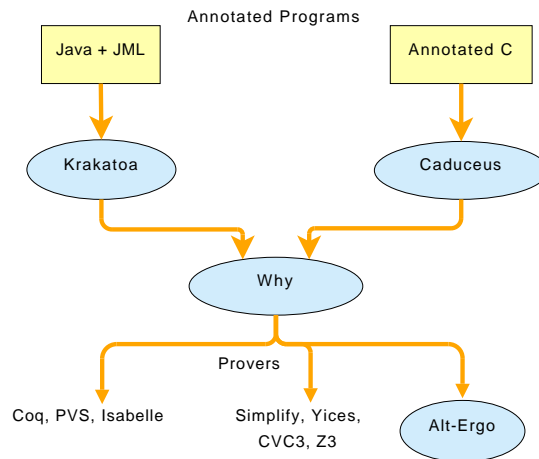 Annotated Programs
Java + JML
Annotated C
Krakatoa
Caduceus
Why
Provers
Coq, PVS, Isabelle
Simplify, Yices,
CVC3, Z3
Alt-Ergo